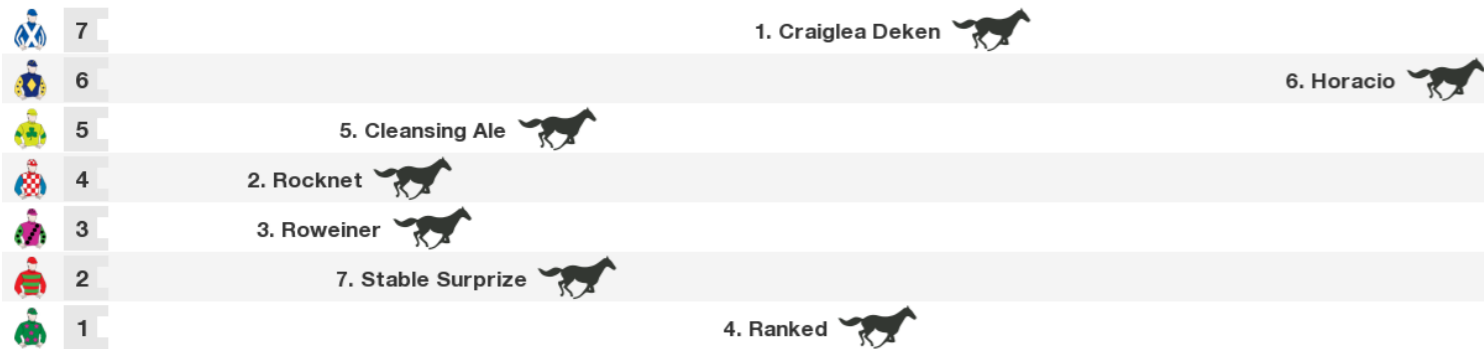 7 1. Craiglea Deken
6 6. Horacio
5 5. Cleansing Ale
4 2. Rocknet
3 3. Roweiner
2 7. Stable Surprize
1 4. Ranked